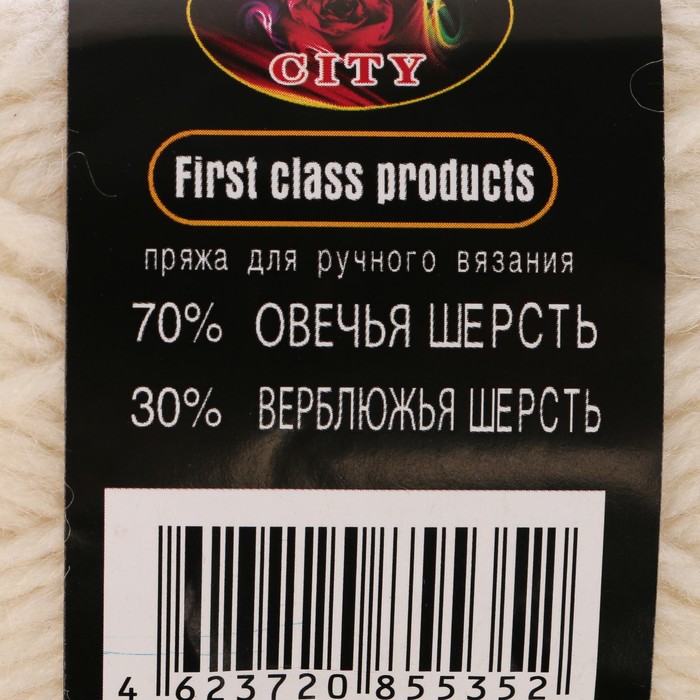 CITY
First class products
пряжа для ручного вязания
70% ОВЕЧЬЯ ШЕРСТЬ
30% ВЕРБЛЮЖЬЯ ШЕРСТЬ
4 623720 855352